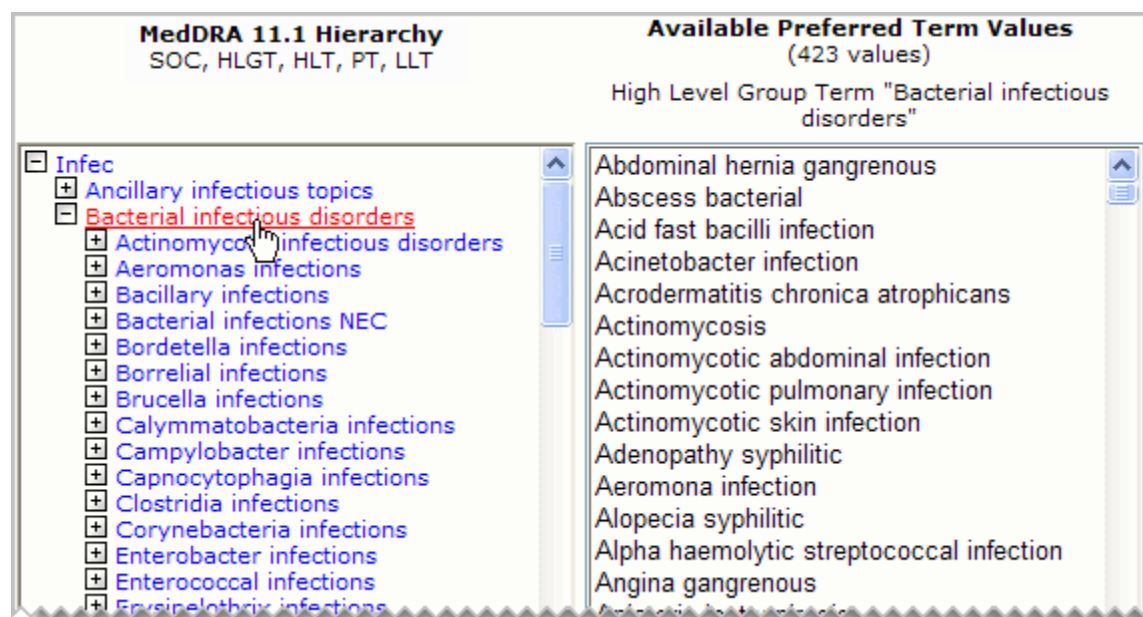 MedDRA 11.1 Hierarchy
SOC, HLGT, HLT, PT, LLT
Infec
Ancillary infectious topics
Bacterial infectious disorders
infectious disorders
Aeromonas infections
Bacillary infections
Bacterial infections NEC
Bordetella infections
Borrelial infections
Brucella infections
Calymmatobacteria infections
Campylobacter infections
Capnocytophagia infections
Clostridia infections
Corynebacteria infections
Enterobacter infections
Enterococcal infections
Erysipelothrix infections
Available Preferred Term Values
(423 values)
High Level Group Term "Bacterial infectious
disorders"
Abdominal hernia gangrenous
Abscess bacterial
Acid fast bacilli infection
Acinetobacter infection
Acrodermatitis chronica atrophicans
Actinomycosis
Actinomycotic abdominal infection
Actinomycotic pulmonary infection
Actinomycotic skin infection
Adenopathy syphilitic
Aeromona infection
Alopecia syphilitic
Alpha haemolytic streptococcal infection
Angina gangrenous